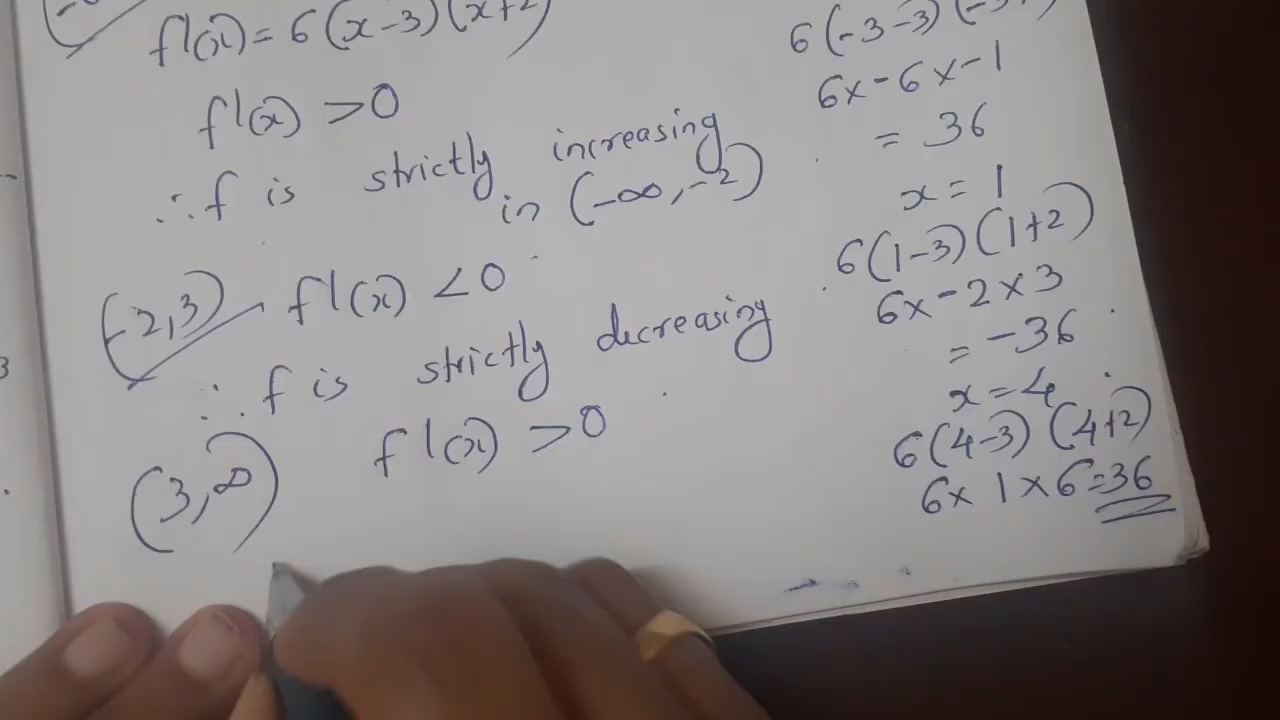 f'(x) = 6(x-3)(x+2)
f'(x) >0
∴ f is strictly increasing
in (-∞, -2)
(-2,3) f'(x) <0
∴ f is strictly decreasing
(3,∞) f'(x) >0
6(-3-3)
6x-6x-1
= 36
x=1
6(1-3)(1+2)
6x-2x3
= -36
x=4
6(4-3)(4+2)
6x 1x6=36